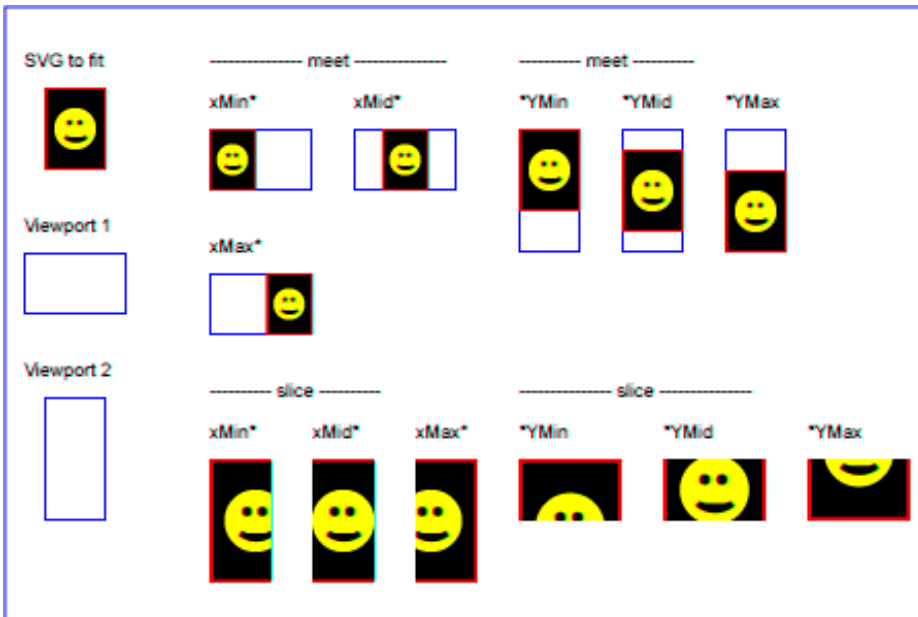 SVG to fit
--------------- meet ---------------
---------- meet ----------
xMin*
xMid*
*YMin
*YMid
*YMax
Viewport 1
xMax*
Viewport 2
---------- slice ----------
--------------- slice ---------------
xMin*
xMid*
xMax*
*YMin
*YMid
*YMax